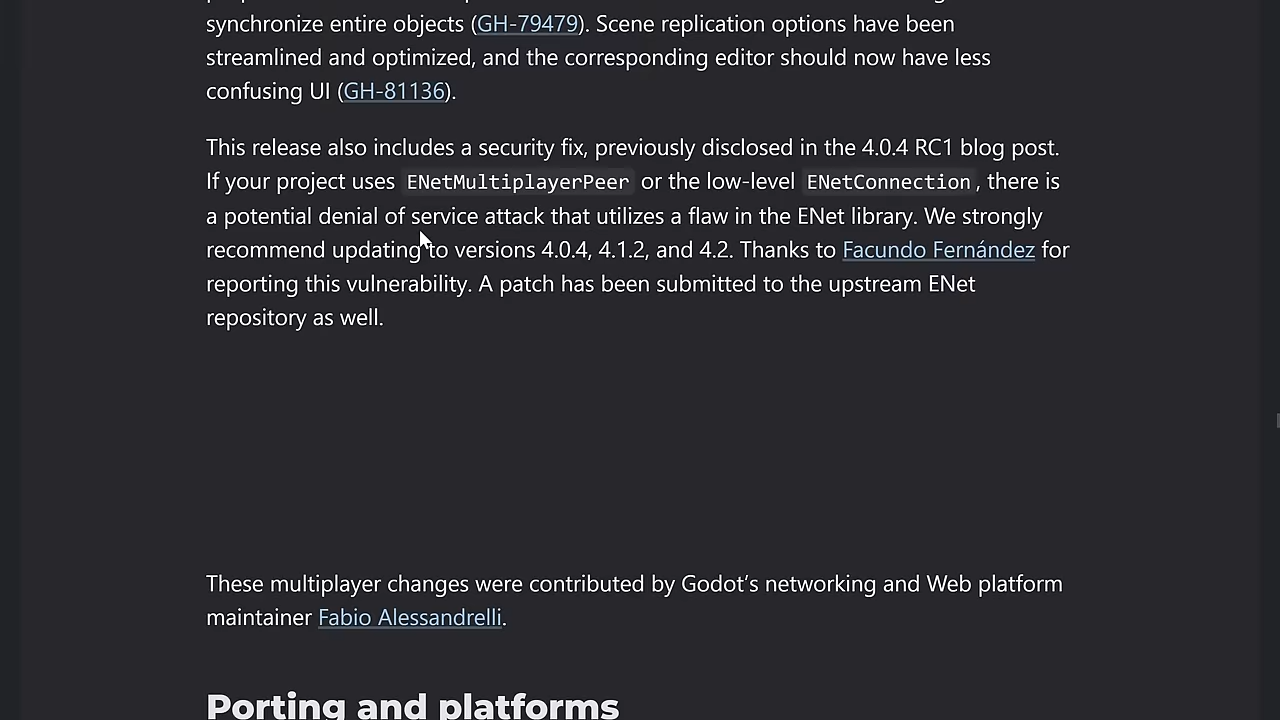 synchronize entire objects (GH-79479). Scene replication options have been
streamlined and optimized, and the corresponding editor should now have less
confusing UI (GH-81136).
This release also includes a security fix, previously disclosed in the 4.0.4 RC1 blog post.
If your project uses ENetMultiplayerPeer or the low-level ENetConnection, there is
a potential denial of service attack that utilizes a flaw in the ENet library. We strongly
recommend updating to versions 4.0.4, 4.1.2, and 4.2. Thanks to Facundo Fernández for
reporting this vulnerability. A patch has been submitted to the upstream ENet
repository as well.
These multiplayer changes were contributed by Godot’s networking and Web platform
maintainer Fabio Alessandrelli.
Porting and platforms